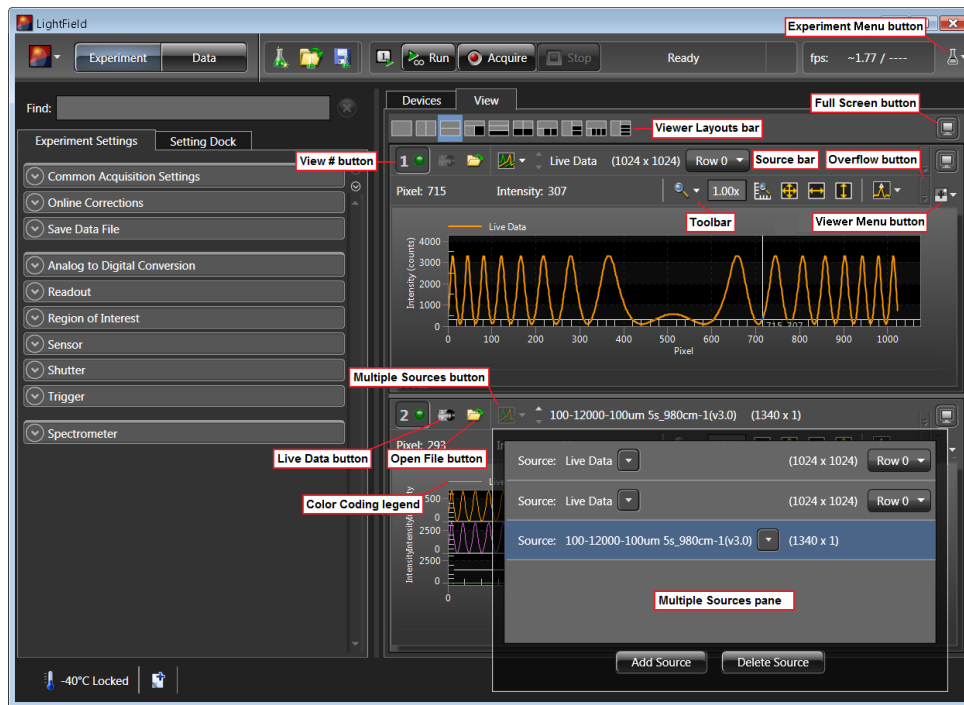 LightField
Experiment Menu button
Experiment
Data
Run
Acquire
Stop
Ready
fps: ~1.77 / ----
Find:
Devices
View
Full Screen button
Viewer Layouts bar
Experiment Settings
Setting Dock
View # button
1
Live Data (1024 x 1024) Row 0
Source bar
Overflow button
Common Acquisition Settings
Pixel: 715
Intensity: 307
1.00x
Online Corrections
Toolbar
Viewer Menu button
Save Data File
Live Data
Intensity (counts)
4000
3000
2000
1000
0
715, 307
0 100 200 300 400 500 600 700 800 900 1000
Pixel
Analog to Digital Conversion
Readout
Region of Interest
Sensor
Shutter
Trigger
Spectrometer
Multiple Sources button
2
100-12000-100um 5s_980cm-1(v3.0) (1340 x 1)
Pixel: 293
Live Data button
Open File button
Color Coding legend
Source: Live Data (1024 x 1024) Row 0
Source: Live Data (1024 x 1024) Row 0
Source: 100-12000-100um 5s_980cm-1(v3.0) (1340 x 1)
2500
0
2500
0
0
Multiple Sources pane
Add Source
Delete Source
-40°C Locked